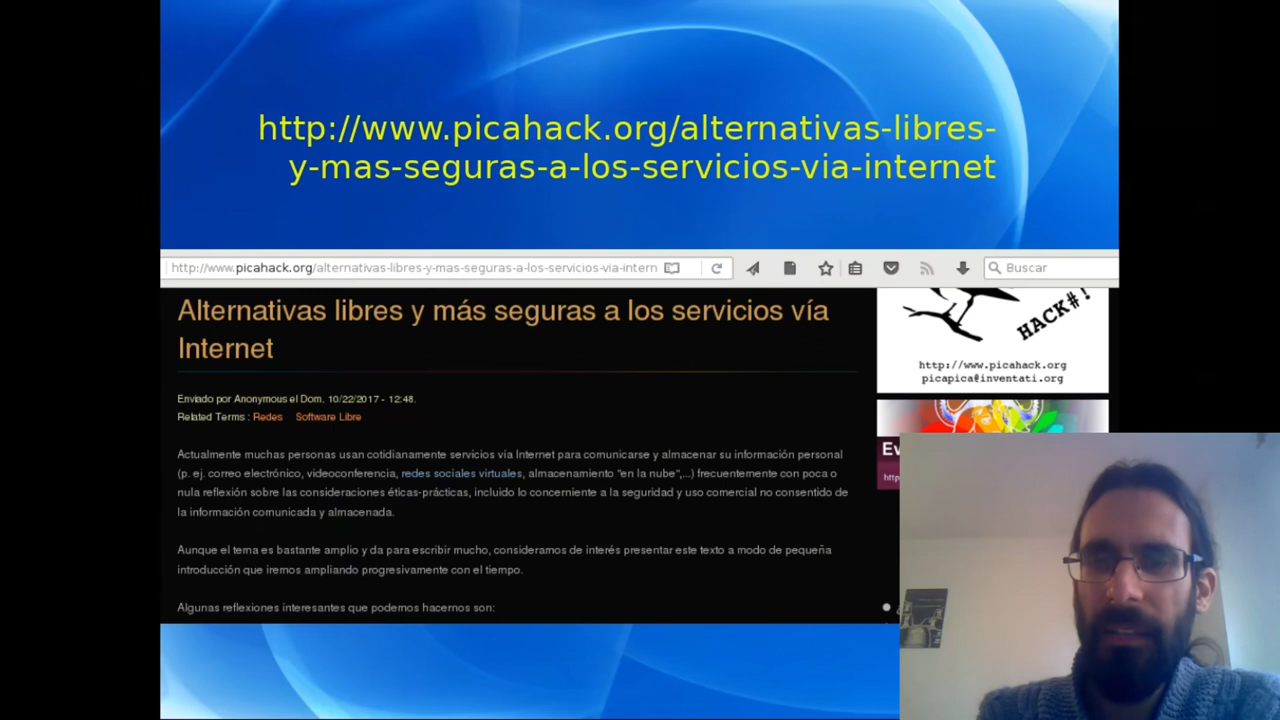 http://www.picahack.org/alternativas-libres-
y-mas-seguras-a-los-servicios-via-internet
http://www.picahack.org/alternativas-libres-y-mas-seguras-a-los-servicios-via-intern
Buscar
Alternativas libres y más seguras a los servicios vía
Internet
HACK#!
http://www.picahack.org
picapica@inventati.org
Enviado por Anonymous el Dom. 10/22/2017 - 12:48.
Related Terms : Redes Software Libre
Ev
http
Actualmente muchas personas usan cotidianamente servicios vía Internet para comunicarse y almacenar su información personal
(p. ej. correo electrónico, videoconferencia, redes sociales virtuales, almacenamiento "en la nube",...) frecuentemente con poca o
nula reflexión sobre las consideraciones éticas-prácticas, incluido lo concerniente a la seguridad y uso comercial no consentido de
la información comunicada y almacenada.
Aunque el tema es bastante amplio y da para escribir mucho, consideramos de interés presentar este texto a modo de pequeña
introducción que iremos ampliando progresivamente con el tiempo.
Algunas reflexiones interesantes que podemos hacernos son: